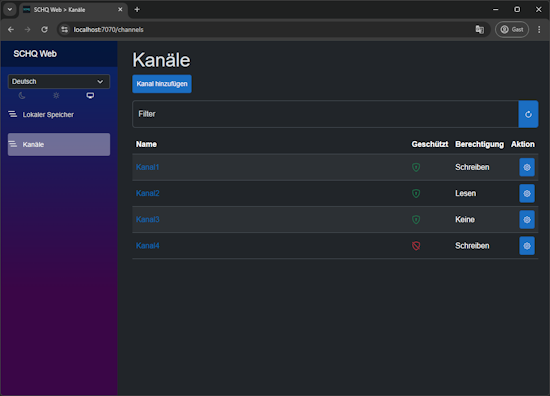 SCHQ Web > Kanäle
localhost:7070/channels
Gast
SCHQ Web
Deutsch
Lokaler Speicher
Kanäle
Kanäle
Kanal hinzufügen
Filter
Name Geschützt Berechtigung Aktion
Kanal1 Schreiben
Kanal2 Lesen
Kanal3 Keine
Kanal4 Schreiben